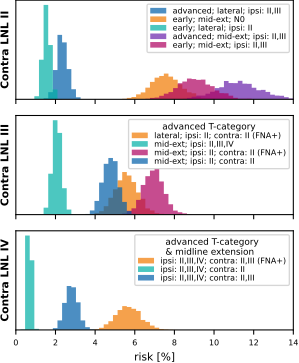 Contra LNL II
advanced; lateral; ipsi: II,III
early; mid-ext; N0
early; lateral; ipsi: II
advanced; mid-ext; ipsi: II,III
early; mid-ext; ipsi: II,III
Contra LNL III
advanced T-category
lateral; ipsi: II; contra: II (FNA+)
mid-ext; ipsi: II,III,IV
mid-ext; ipsi: II; contra: II (FNA+)
mid-ext; ipsi: II; contra: II
Contra LNL IV
advanced T-category
& midline extension
ipsi: II,III,IV; contra: II,III (FNA+)
ipsi: II,III,IV; contra: II
ipsi: II,III,IV; contra: II,III
0 2 4 6 8 10 12 14
risk [%]